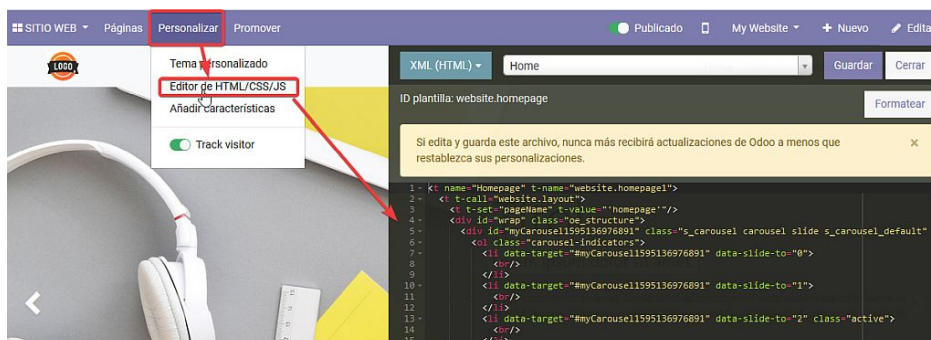 SITIO WEB Páginas Personalizar Promover Publicado My Website + Nuevo Edita
LOGO
Tema personalizado
Editor de HTML/CSS/JS
Añadir características
Track visitor
XML (HTML) Home Guardar Cerrar
ID plantilla: website.homepage Formatear
Si edita y guarda este archivo, nunca más recibirá actualizaciones de Odoo a menos que
restablezca sus personalizaciones.
1 <t name="Homepage" t-name="website.homepage1">
2 <t t-call="website.layout">
3 <t t-set="pageName" t-value="'homepage'"/>
4 <div id="wrap" class="oe_structure">
5 <div id="myCarousel1595136976891" class="s_carousel carousel slide s_carousel_default"
6 <ol class="carousel-indicators">
7 <li data-target="#myCarousel1595136976891" data-slide-to="0">
8 <br/>
9 </li>
10 <li data-target="#myCarousel1595136976891" data-slide-to="1">
11 <br/>
12 </li>
13 <li data-target="#myCarousel1595136976891" data-slide-to="2" class="active">
14 <br/>